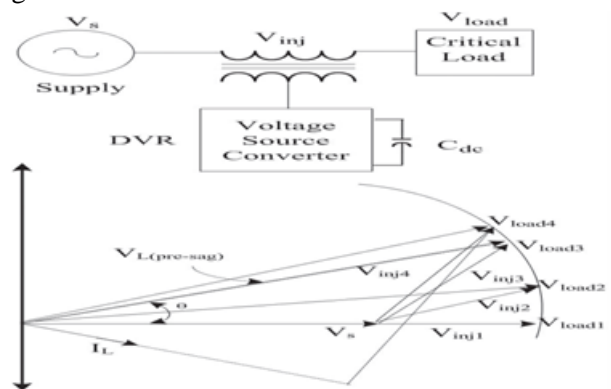 V_s
V_inj
V_load
Critical
Load
Supply
DVR
Voltage
Source
Converter
C_dc
V_load4
V_L(pre-sag)
V_load3
V_inj4
V_inj3
V_load2
θ
V_inj2
V_s
V_inj1
V_load1
I_L